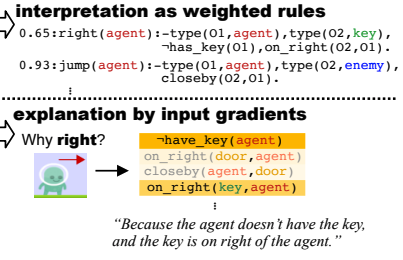 interpretation as weighted rules
0.65:right(agent):-type(O1,agent),type(O2,key),
¬has_key(O1),on_right(O2,O1).
0.93:jump(agent):-type(O1,agent),type(O2,enemy),
closeby(O2,O1).
⋮
explanation by input gradients
Why right?
¬have_key(agent)
on_right(door,agent)
closeby(agent,door)
on_right(key,agent)
⋮
“Because the agent doesn't have the key,
and the key is on right of the agent.”